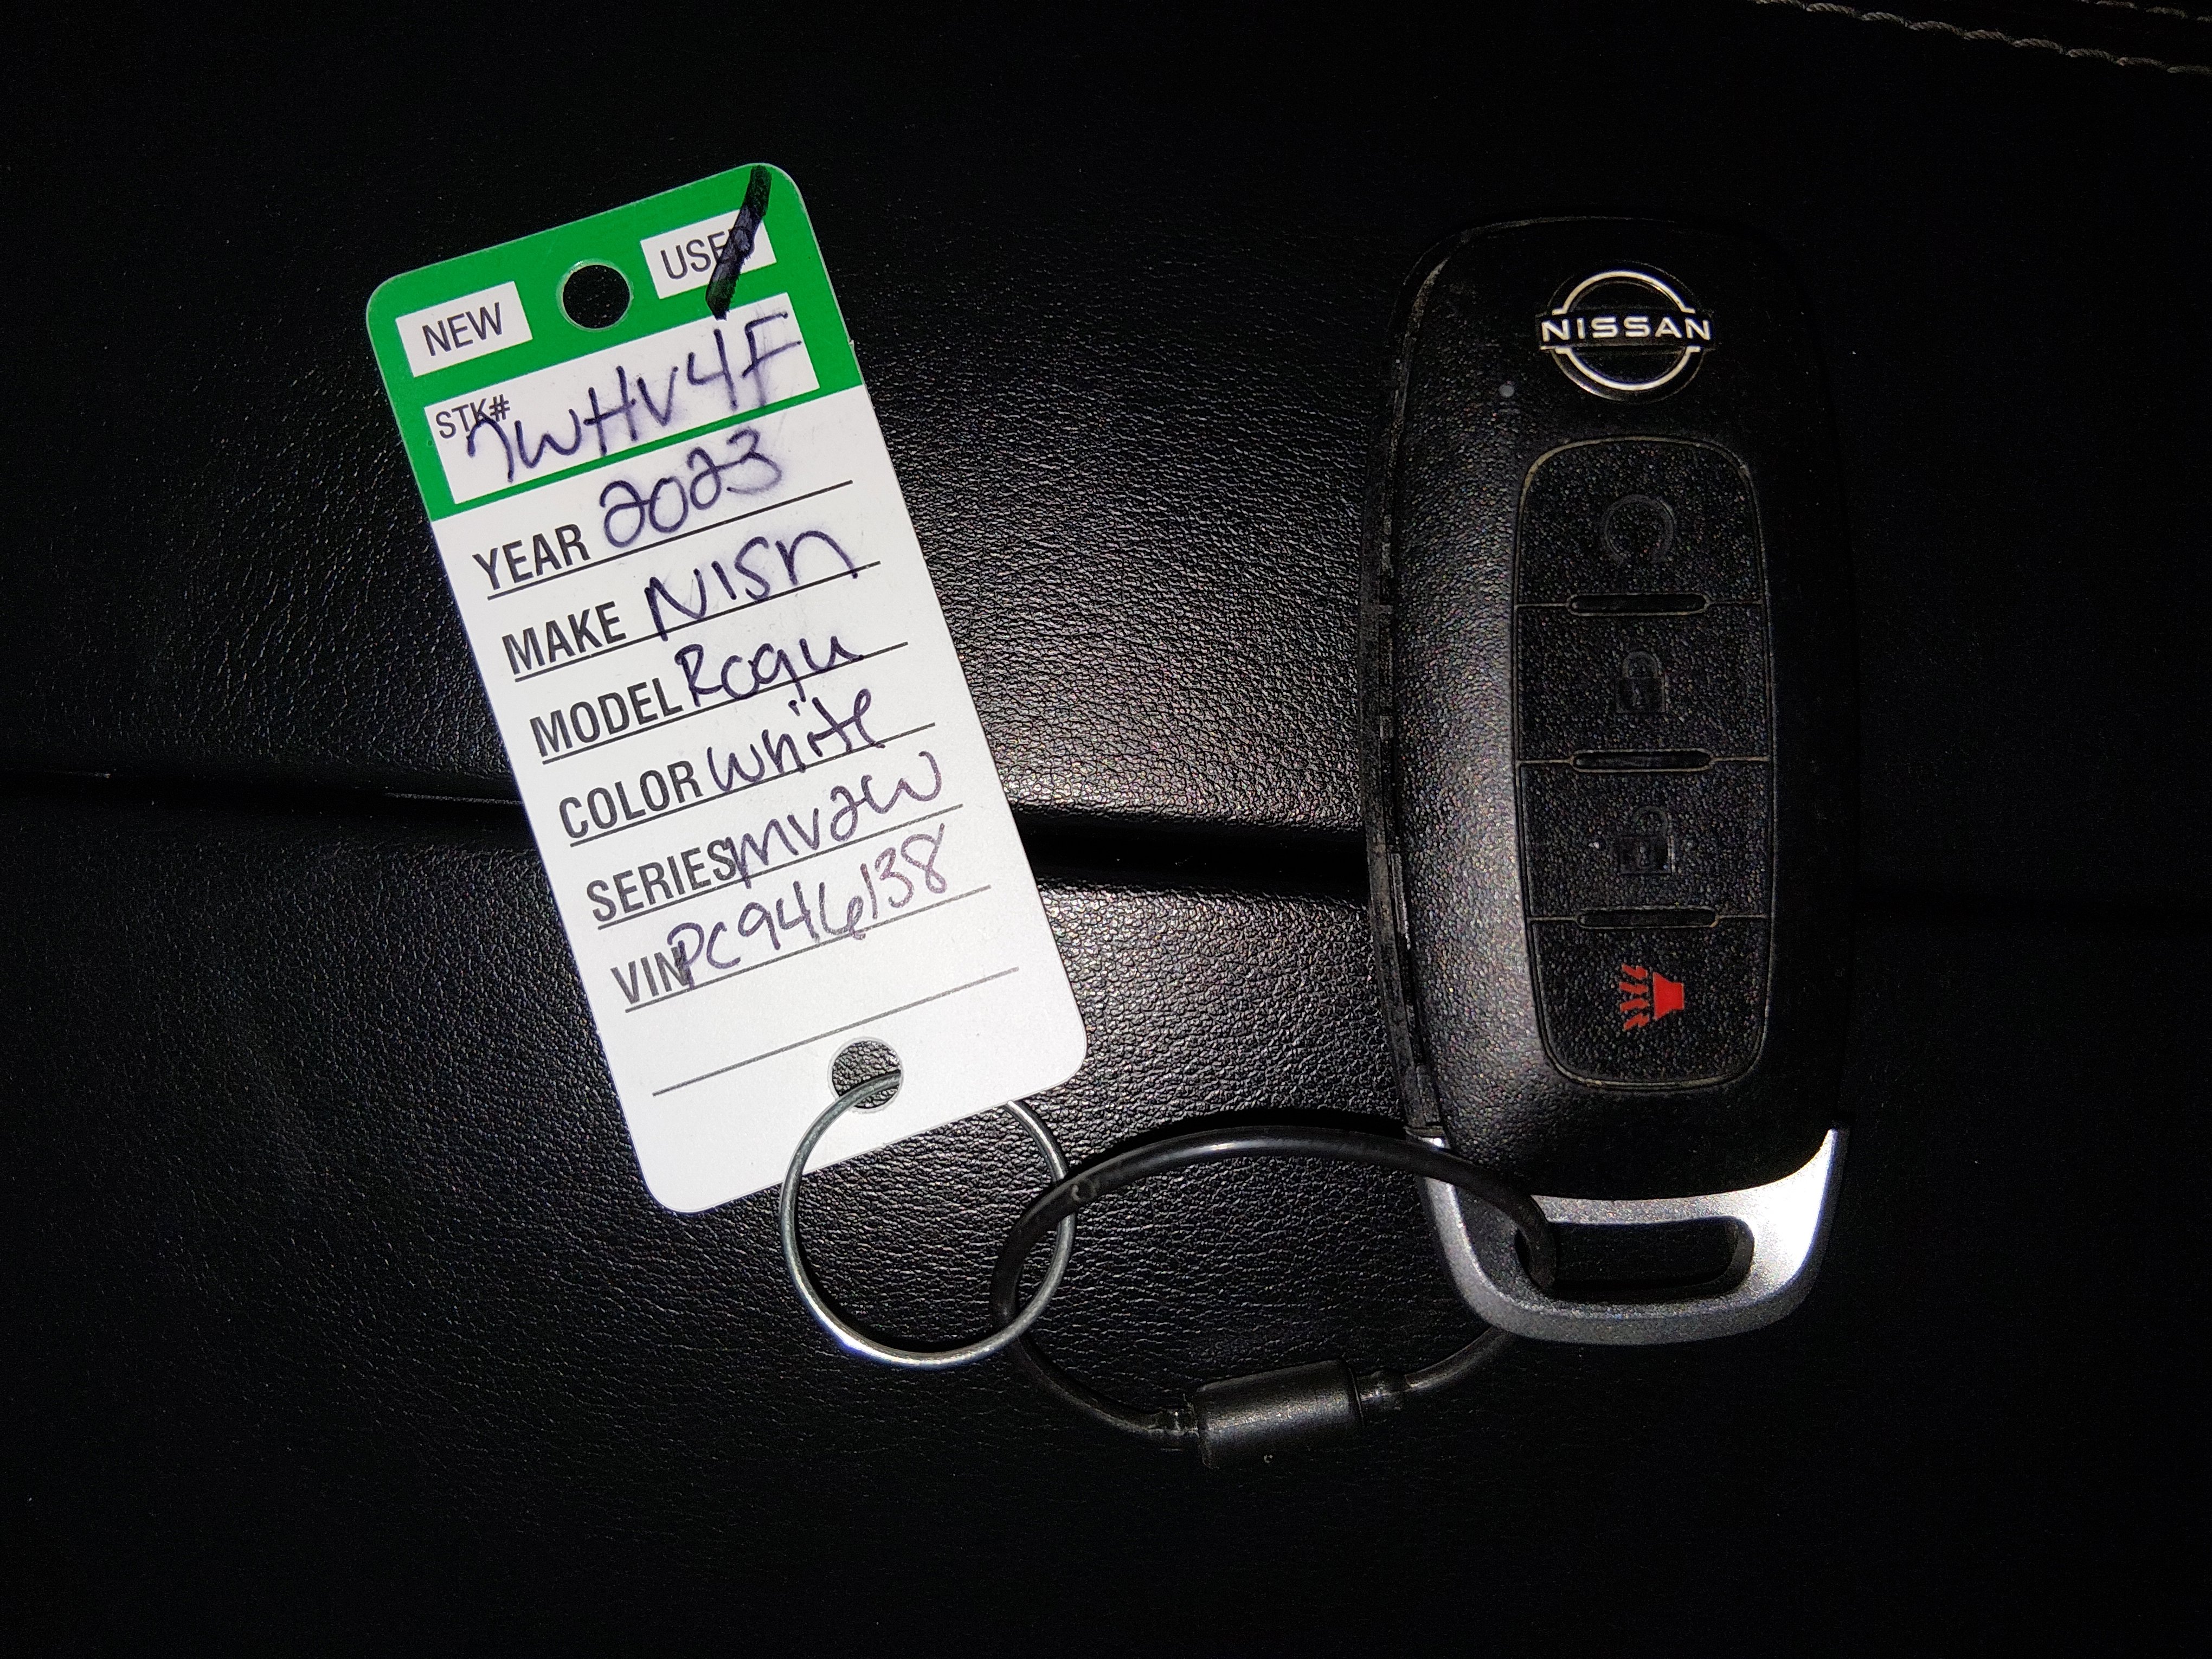 NEW USED
STK# 7WHV4F
YEAR 2023
MAKE NISN
MODEL Rogu
COLOR white
SERIES MV2W
VIN PC946138
NISSAN